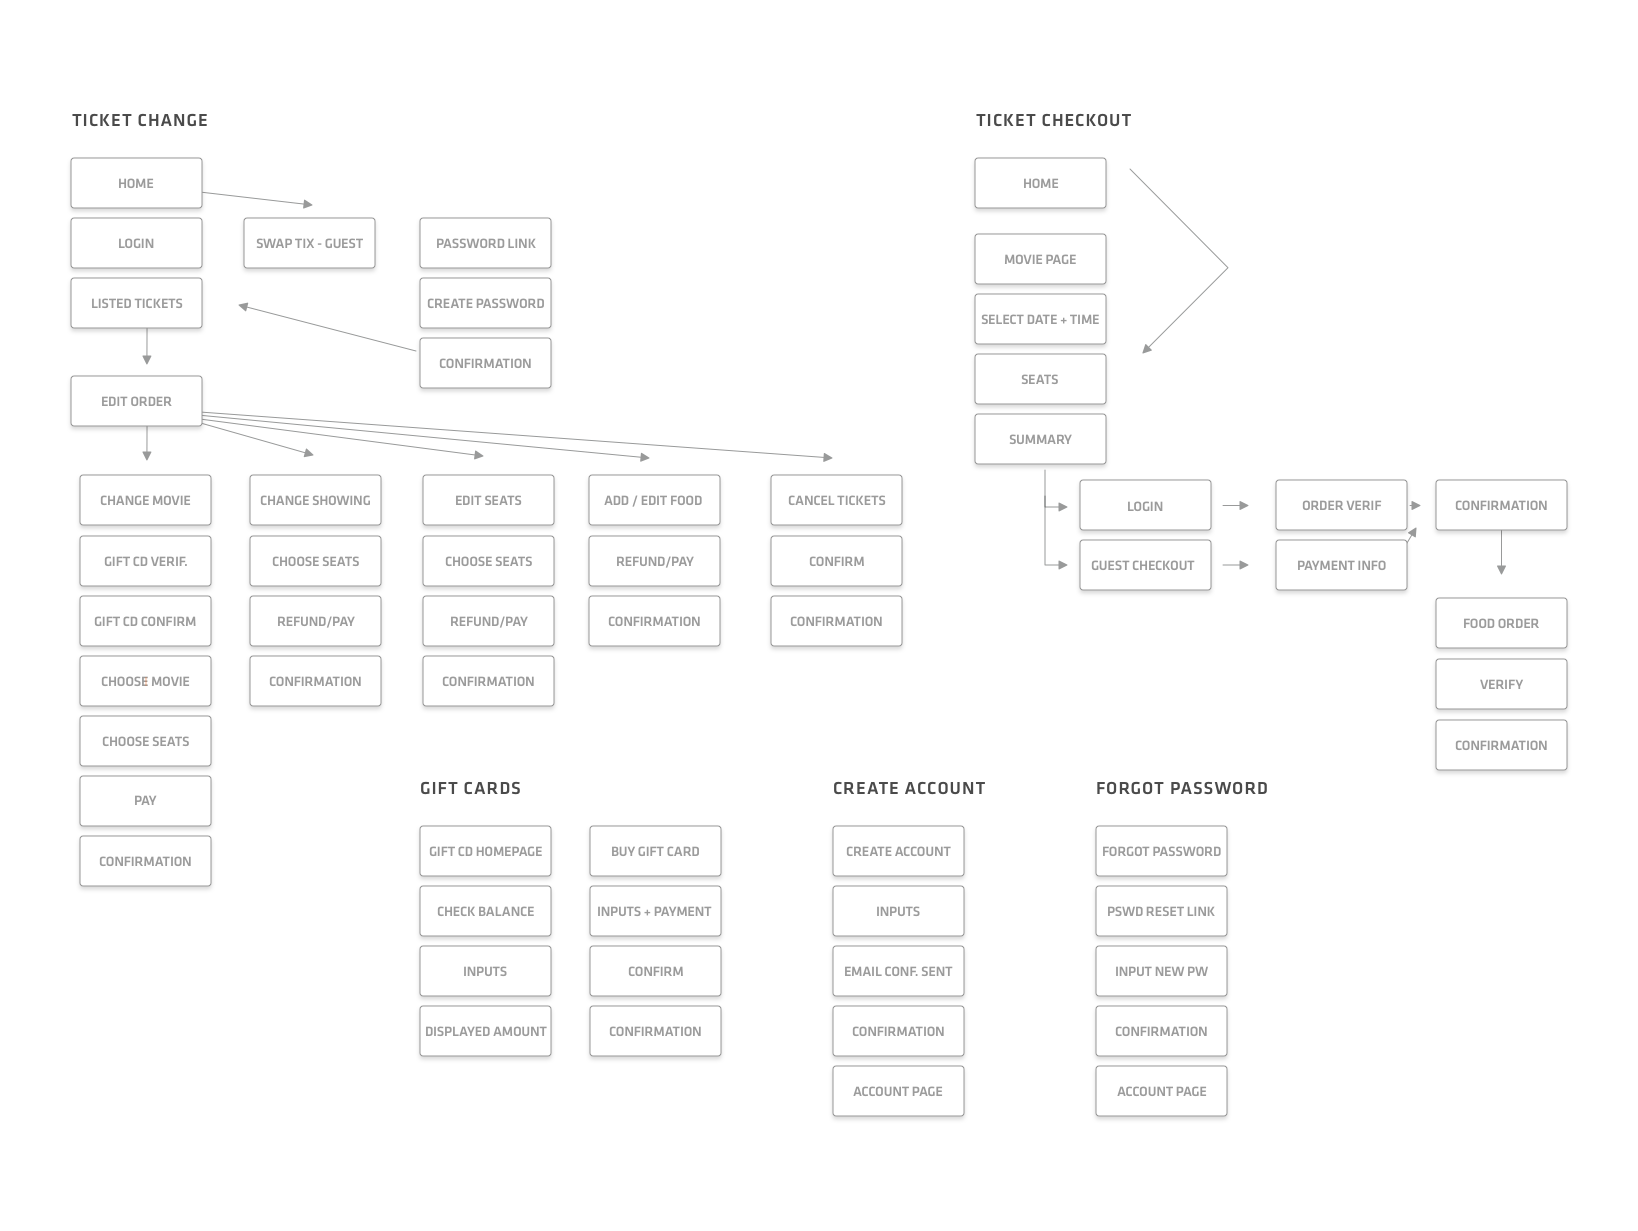 TICKET CHANGE
HOME
LOGIN
SWAP TIX - GUEST
PASSWORD LINK
LISTED TICKETS
CREATE PASSWORD
CONFIRMATION
EDIT ORDER
CHANGE MOVIE
GIFT CD VERIF.
GIFT CD CONFIRM
CHOOSE MOVIE
CHOOSE SEATS
PAY
CONFIRMATION
CHANGE SHOWING
CHOOSE SEATS
REFUND/PAY
CONFIRMATION
EDIT SEATS
CHOOSE SEATS
REFUND/PAY
CONFIRMATION
ADD / EDIT FOOD
REFUND/PAY
CONFIRMATION
CANCEL TICKETS
CONFIRM
CONFIRMATION
TICKET CHECKOUT
HOME
MOVIE PAGE
SELECT DATE + TIME
SEATS
SUMMARY
LOGIN
ORDER VERIF
CONFIRMATION
GUEST CHECKOUT
PAYMENT INFO
FOOD ORDER
VERIFY
CONFIRMATION
GIFT CARDS
GIFT CD HOMEPAGE
CHECK BALANCE
INPUTS
DISPLAYED AMOUNT
BUY GIFT CARD
INPUTS + PAYMENT
CONFIRM
CONFIRMATION
CREATE ACCOUNT
CREATE ACCOUNT
INPUTS
EMAIL CONF. SENT
CONFIRMATION
ACCOUNT PAGE
FORGOT PASSWORD
FORGOT PASSWORD
PSWD RESET LINK
INPUT NEW PW
CONFIRMATION
ACCOUNT PAGE